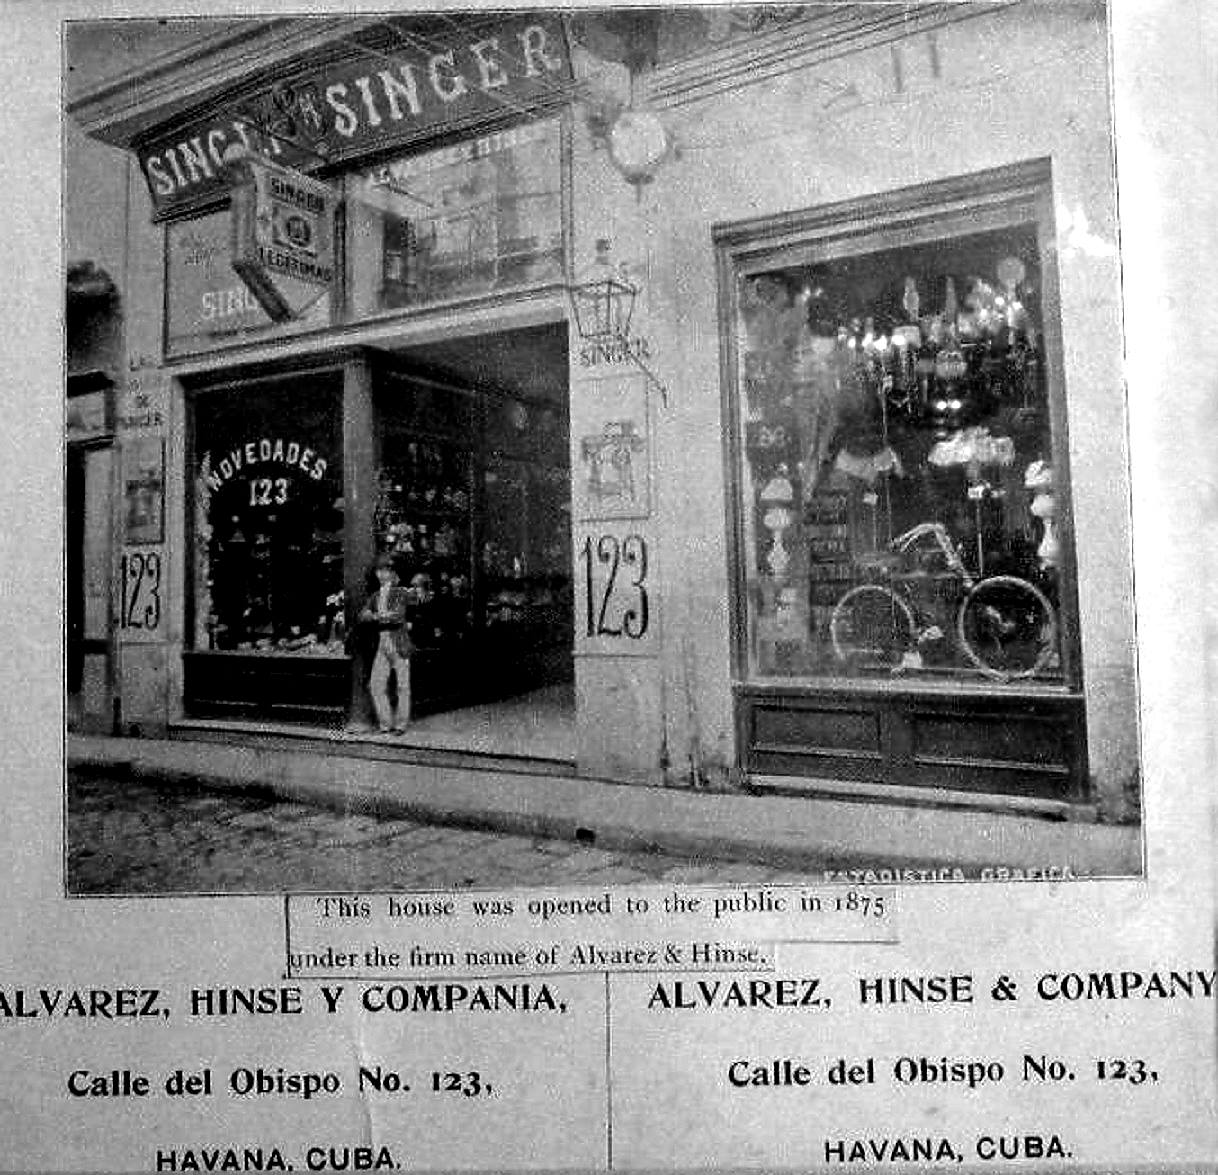 SINGER
SINGER
SINGER
NOVEDADES
123
SINGER
123
123
ESTADISTICA GRAFICA
This house was opened to the public in 1875
under the firm name of Alvarez & Hinse.
ALVAREZ, HINSE Y COMPANIA,
Calle del Obispo No. 123,
HAVANA, CUBA.
ALVAREZ, HINSE & COMPANY
Calle del Obispo No. 123,
HAVANA, CUBA.